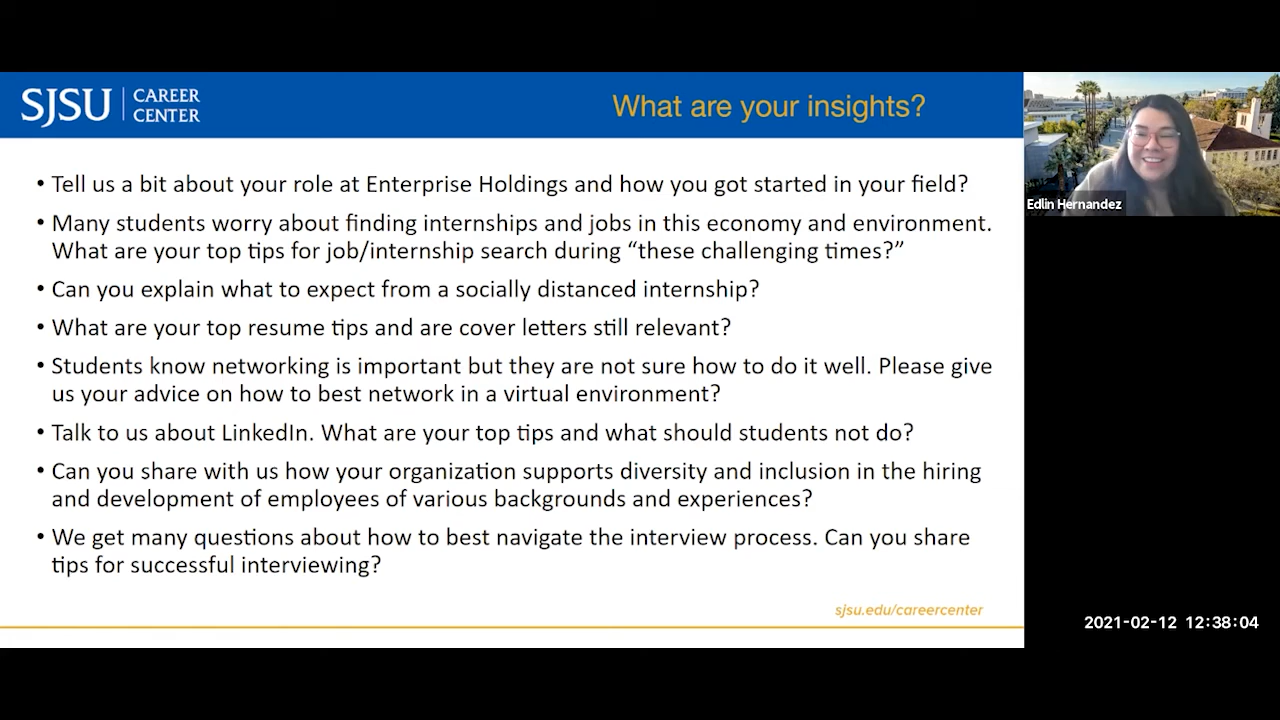 SJSU
CAREER
CENTER
What are your insights?
• Tell us a bit about your role at Enterprise Holdings and how you got started in your field?
• Many students worry about finding internships and jobs in this economy and environment.
What are your top tips for job/internship search during “these challenging times?”
• Can you explain what to expect from a socially distanced internship?
• What are your top resume tips and are cover letters still relevant?
• Students know networking is important but they are not sure how to do it well. Please give
us your advice on how to best network in a virtual environment?
• Talk to us about LinkedIn. What are your top tips and what should students not do?
• Can you share with us how your organization supports diversity and inclusion in the hiring
and development of employees of various backgrounds and experiences?
• We get many questions about how to best navigate the interview process. Can you share
tips for successful interviewing?
sjsu.edu/careercenter
Edlin Hernandez
2021-02-12 12:38:04